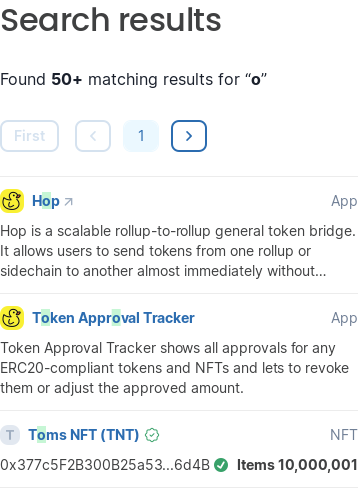 Search results
Found 50+ matching results for “o”
First
1
Hop
App
Hop is a scalable rollup-to-rollup general token bridge.
It allows users to send tokens from one rollup or
sidechain to another almost immediately without...
Token Approval Tracker
App
Token Approval Tracker shows all approvals for any
ERC20-compliant tokens and NFTs and lets to revoke
them or adjust the approved amount.
T
Toms NFT (TNT)
NFT
0x377c5F2B300B25a53...6d4B
Items 10,000,001